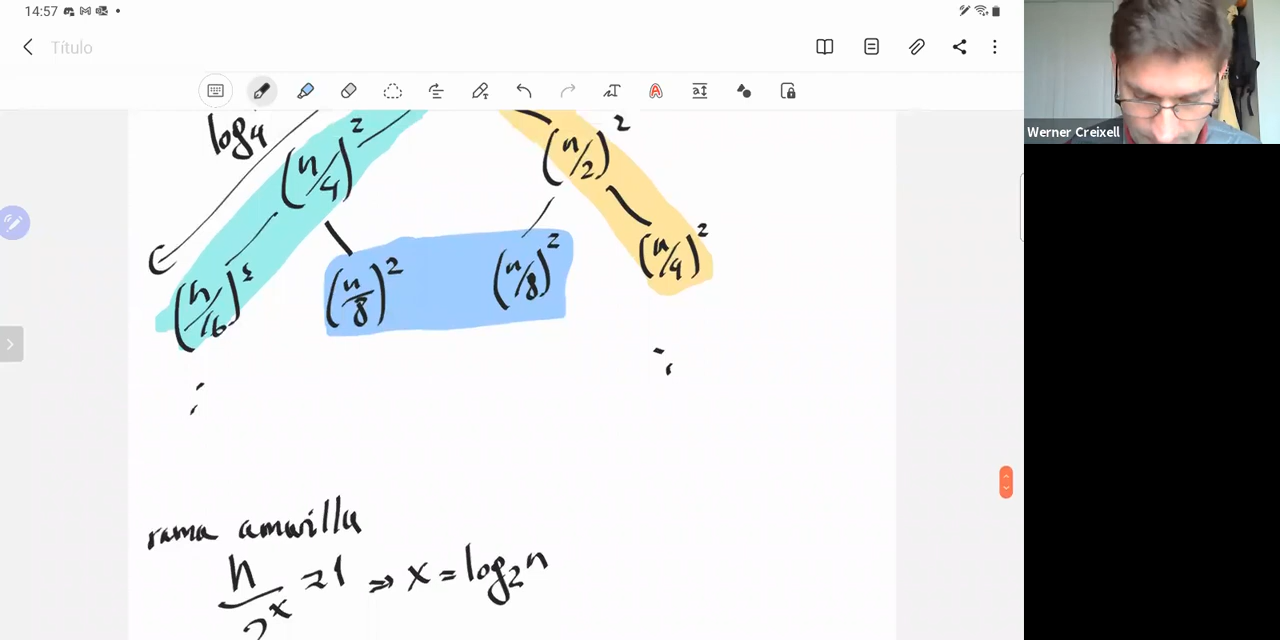 14:57
Título
Werner Creixell
log₄
(n/4)²
(n/2)²
(n/16)²
(n/8)²
(n/8)²
(n/4)²
rama amarilla
n/2ˣ = 1 ⇒ x = log₂n